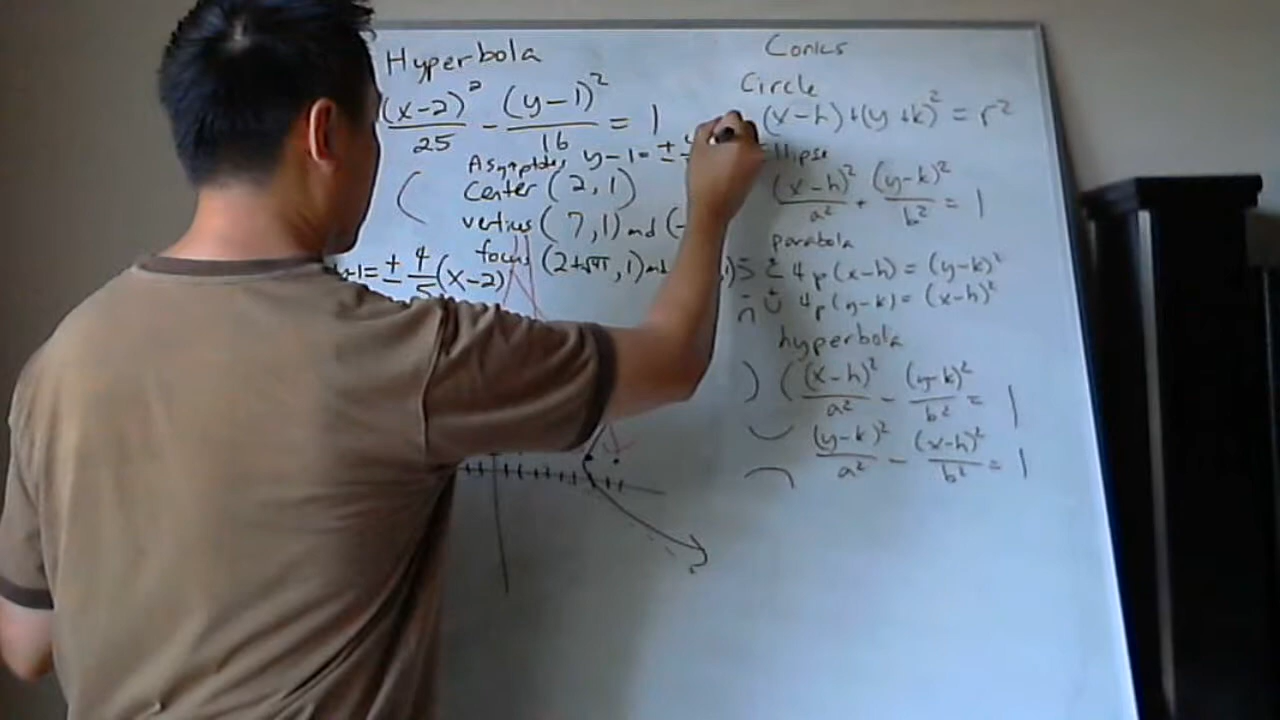 Hyperbola
(x-2)² / 25 - (y-1)² / 16 = 1
Asymptotes y-1= ±
Center (2,1)
vertices (7,1) and (-
focus (2+√41,1) and ,1)
= ± 4/5 (x-2)
Conics
Circle
(x-h)+(y+k)² = r²
llipse
(x-h)² / a² + (y-k)² / b² = 1
parabola
4p(x-h) = (y-k)²
4p(y-k) = (x-h)²
hyperbola
(x-h)² / a² - (y-k)² / b² = 1
(y-k)² / a² - (x-h)² / b² = 1